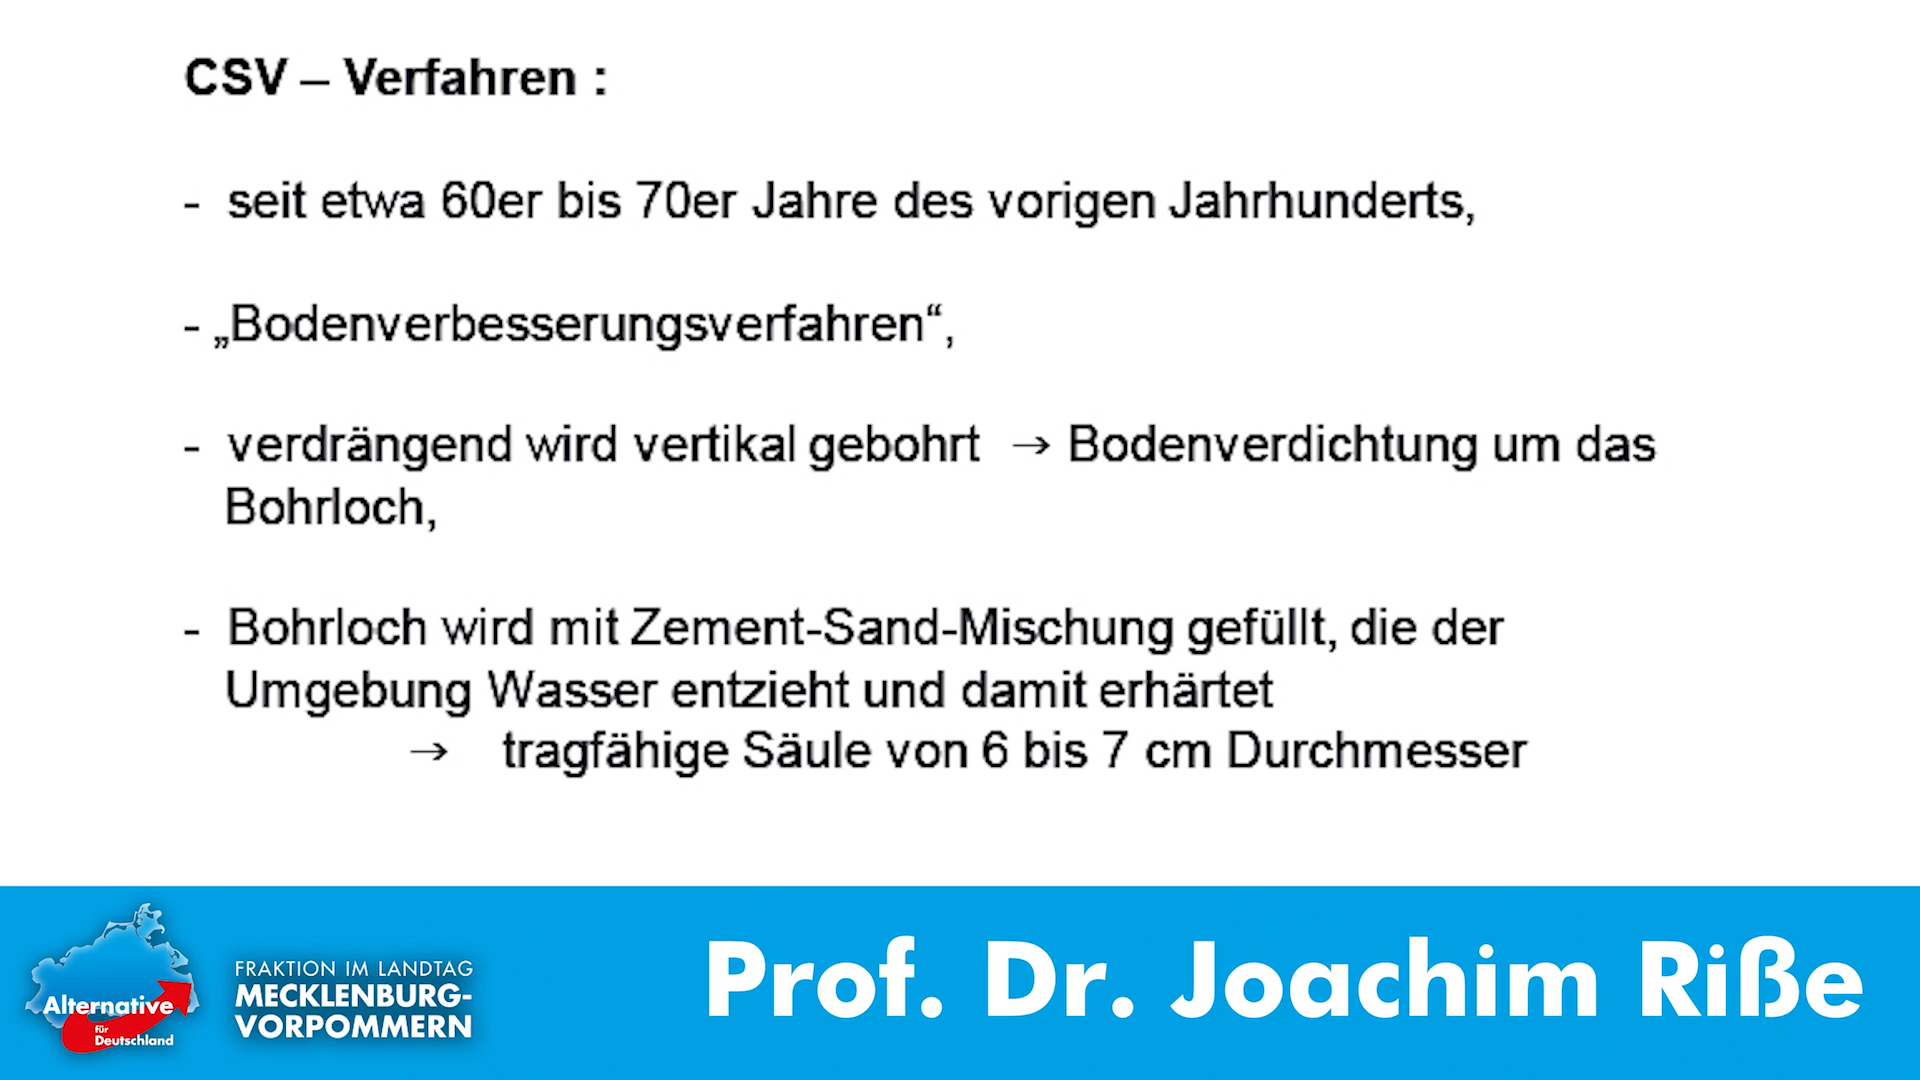 CSV – Verfahren :
- seit etwa 60er bis 70er Jahre des vorigen Jahrhunderts,
- „Bodenverbesserungsverfahren“,
- verdrängend wird vertikal gebohrt → Bodenverdichtung um das
Bohrloch,
- Bohrloch wird mit Zement-Sand-Mischung gefüllt, die der
Umgebung Wasser entzieht und damit erhärtet
→ tragfähige Säule von 6 bis 7 cm Durchmesser
Alternative
für
Deutschland
FRAKTION IM LANDTAG
MECKLENBURG-
VORPOMMERN
Prof. Dr. Joachim Riße